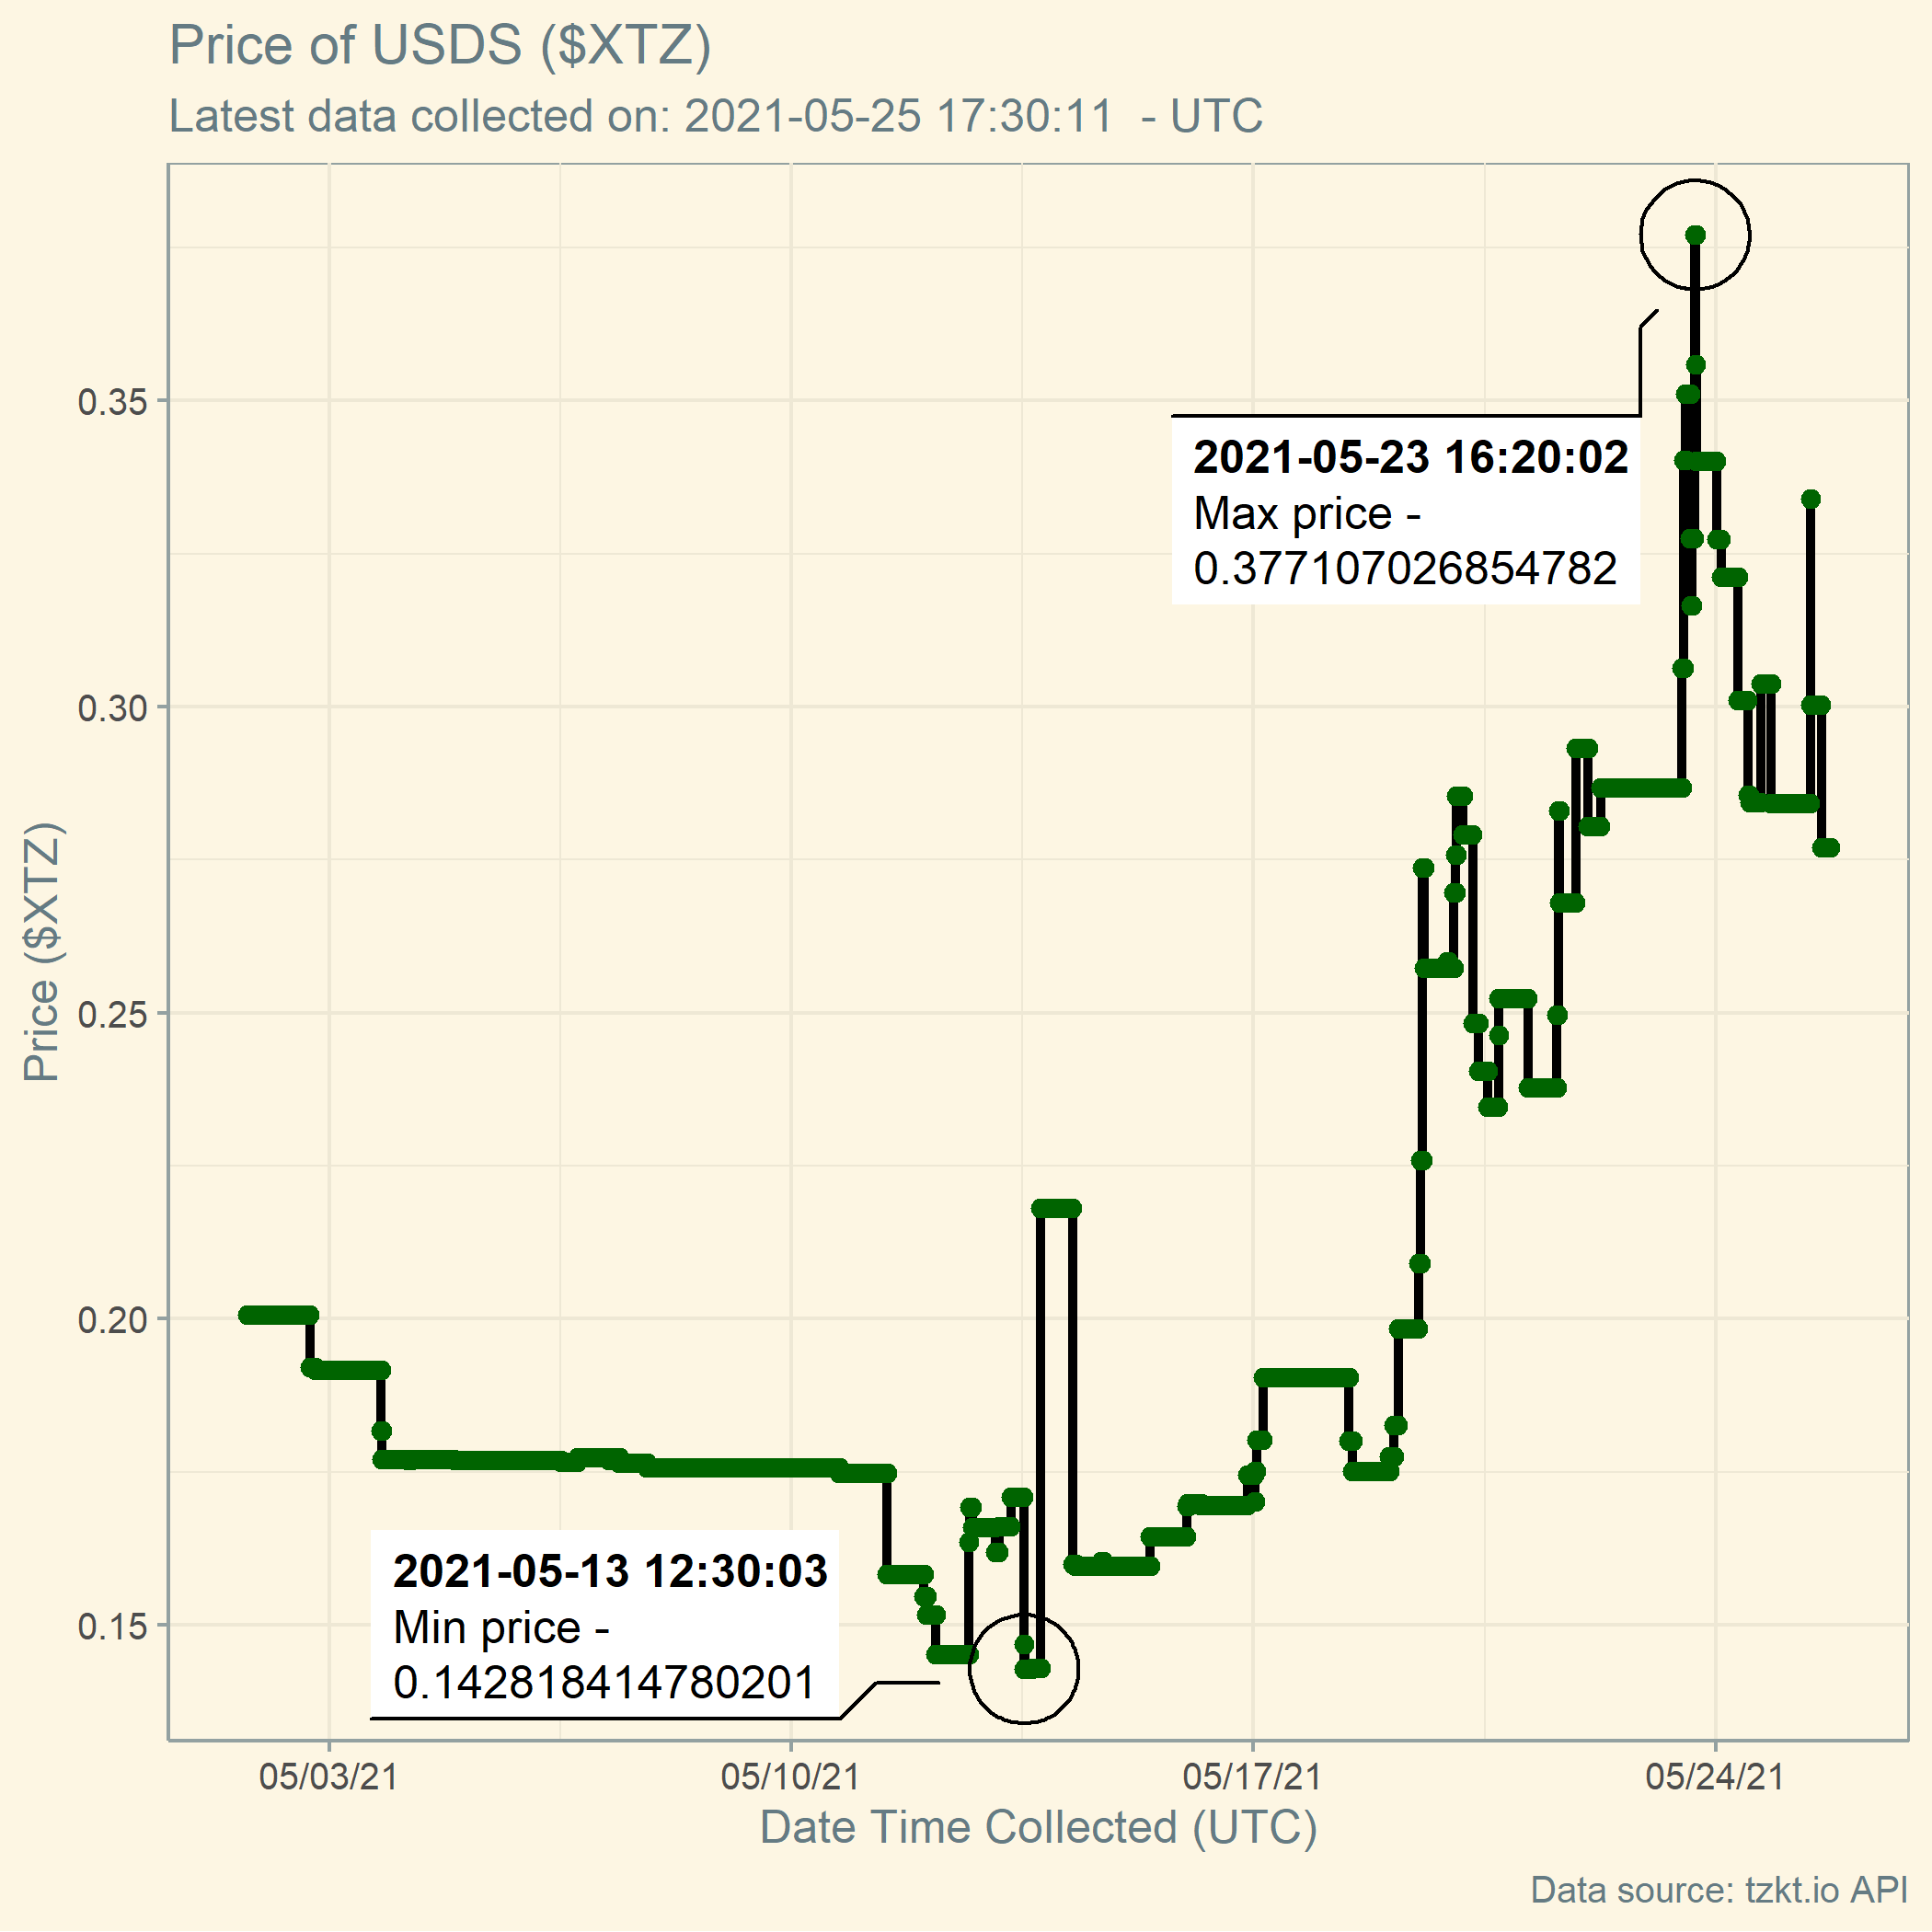 Price of USDS ($XTZ)
Latest data collected on: 2021-05-25 17:30:11  - UTC
Price ($XTZ)
0.35
0.30
0.25
0.20
0.15
2021-05-23 16:20:02
Max price -
0.377107026854782
2021-05-13 12:30:03
Min price -
0.142818414780201
05/03/21
05/10/21
05/17/21
05/24/21
Date Time Collected (UTC)
Data source: tzkt.io API